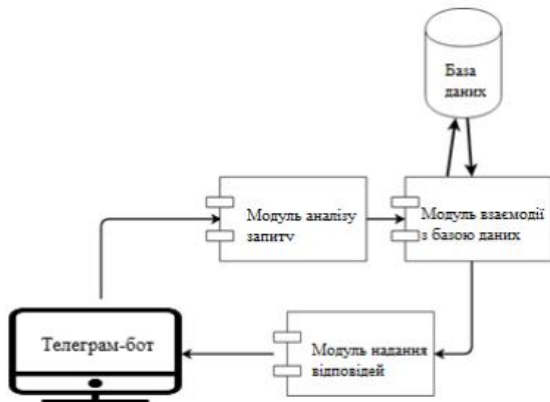 База
даних
Модуль аналізу
запиту
Модуль взаємодії
з базою даних
Телеграм-бот
Модуль надання
відповідей